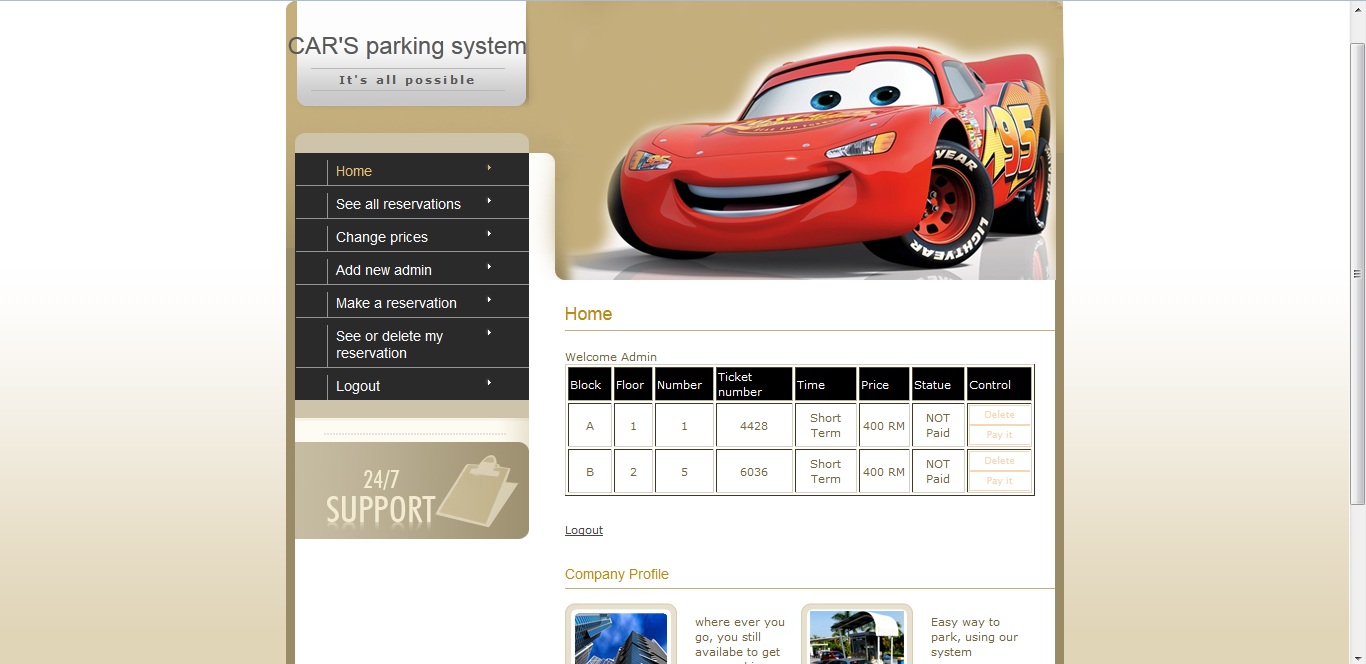 CAR'S parking system
It's all possible
Home
See all reservations
Change prices
Add new admin
Make a reservation
See or delete my
reservation
Logout
24/7
SUPPORT
95
YEAR
LIGHTYEAR
Home
Welcome Admin
Block Floor Number Ticket number Time Price Statue Control
A 1 1 4428 Short Term 400 RM NOT Paid Delete Pay it
B 2 5 6036 Short Term 400 RM NOT Paid Delete Pay it
Logout
Company Profile
where ever you
go, you still
availabe to get
Easy way to
park, using our
system